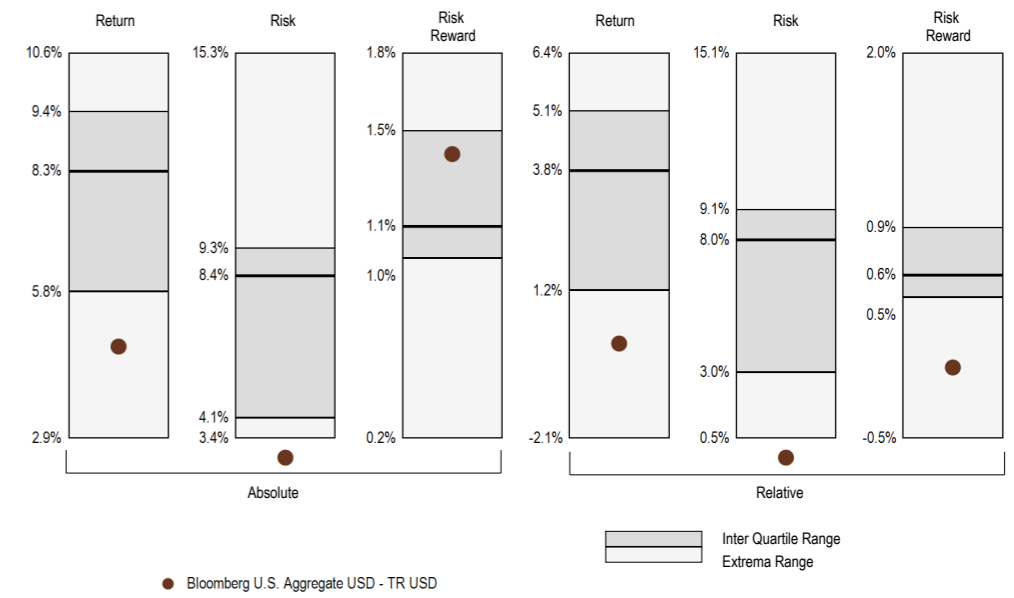 Return
Risk
Risk
Reward
Return
Risk
Risk
Reward
10.6%
9.4%
8.3%
5.8%
2.9%
15.3%
9.3%
8.4%
4.1%
3.4%
1.8%
1.5%
1.1%
1.0%
0.2%
6.4%
5.1%
3.8%
1.2%
-2.1%
15.1%
9.1%
8.0%
3.0%
0.5%
2.0%
0.9%
0.6%
0.5%
-0.5%
Absolute
Relative
Inter Quartile Range
Extrema Range
Bloomberg U.S. Aggregate USD - TR USD